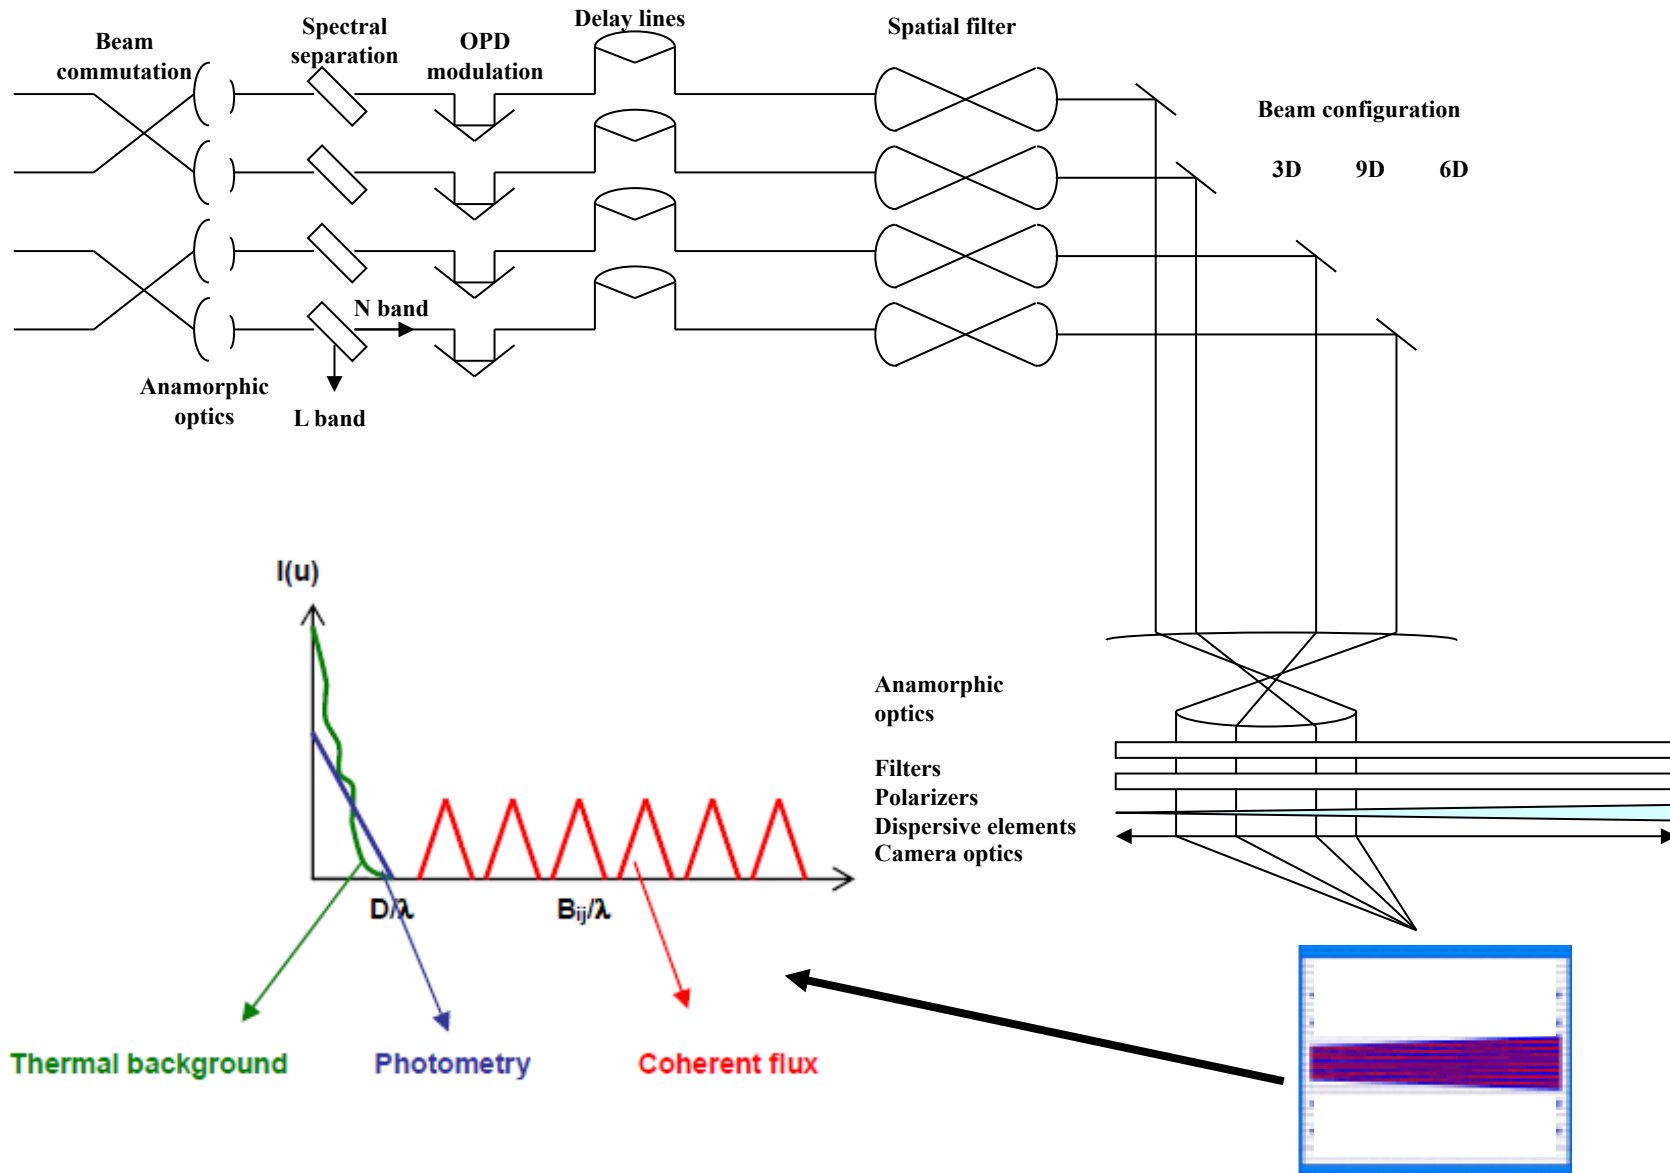 Delay lines
Beam
commutation
Spectral
separation
OPD
modulation
Spatial filter
Beam configuration
3D 9D 6D
N band
L band
Anamorphic
optics
I(u)
D/λ
Bij/λ
Thermal background
Photometry
Coherent flux
Anamorphic
optics
Filters
Polarizers
Dispersive elements
Camera optics